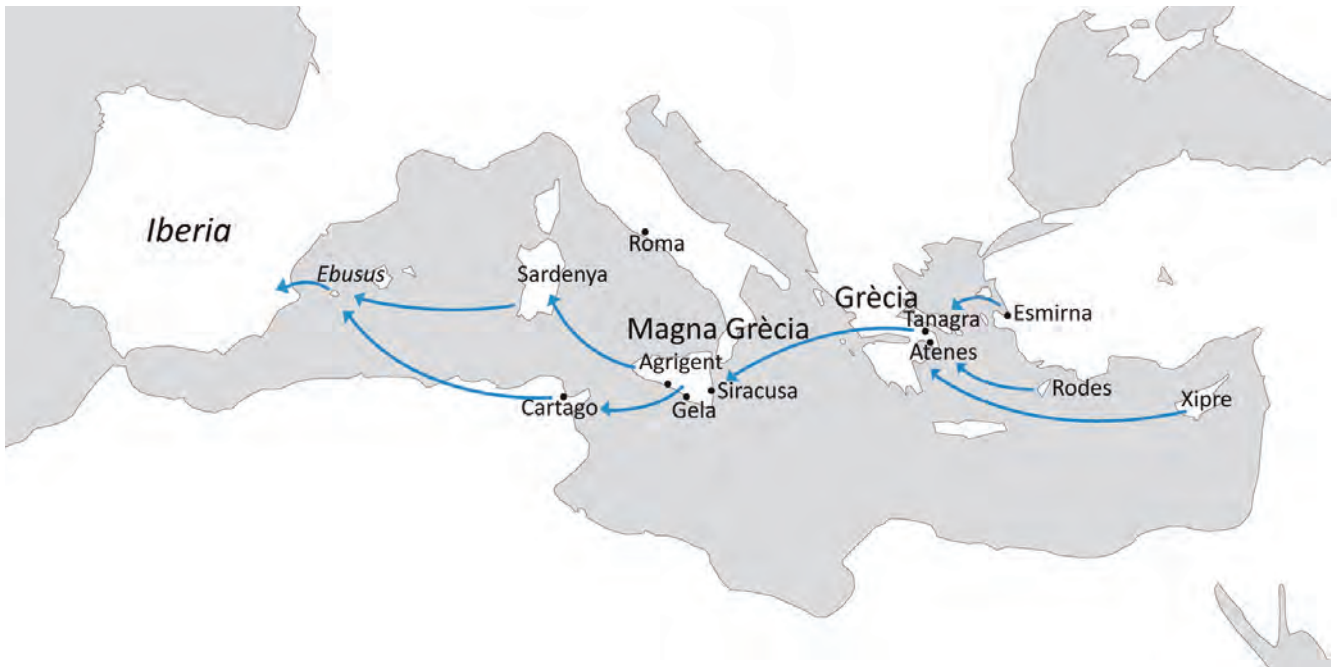 Iberia
Roma
Ebusus
Sardenya
Grècia
Esmirna
Tanagra
Magna Grècia
Atenes
Agrigent
Siracusa
Rodes
Xipre
Cartago
Gela